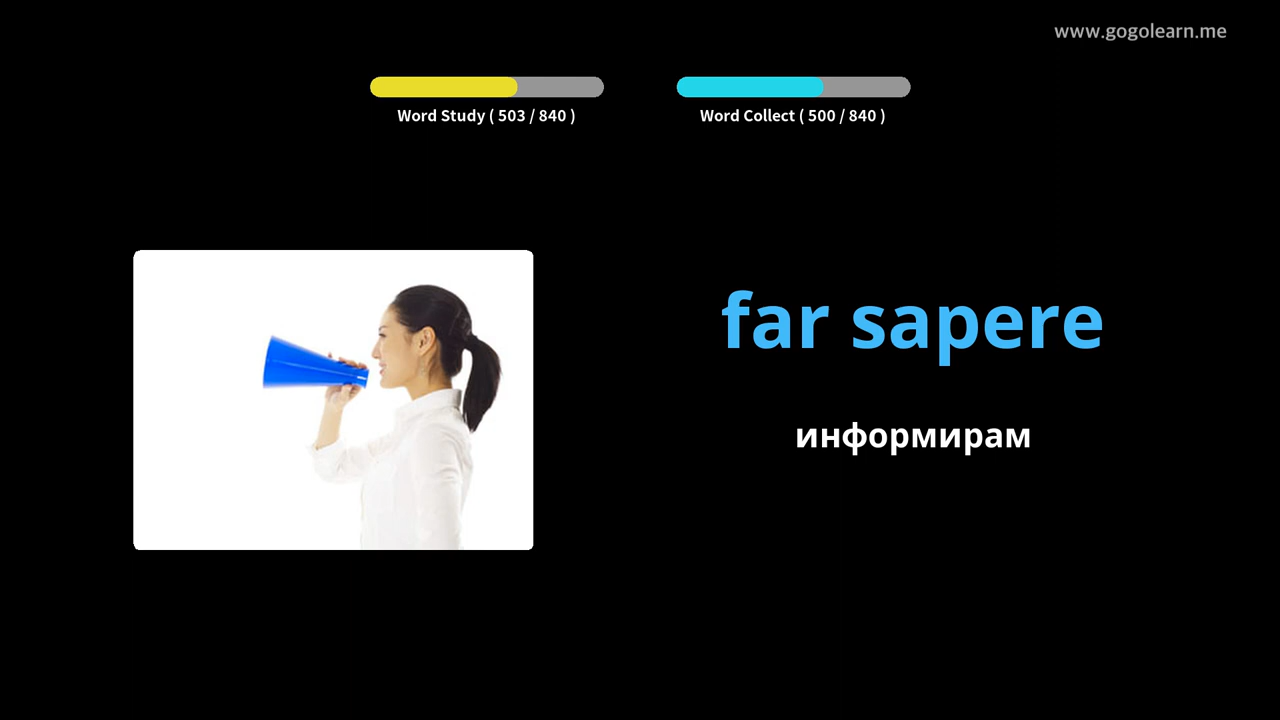 www.gogolearn.me
Word Study ( 503 / 840 )
Word Collect ( 500 / 840 )
far sapere
информирам